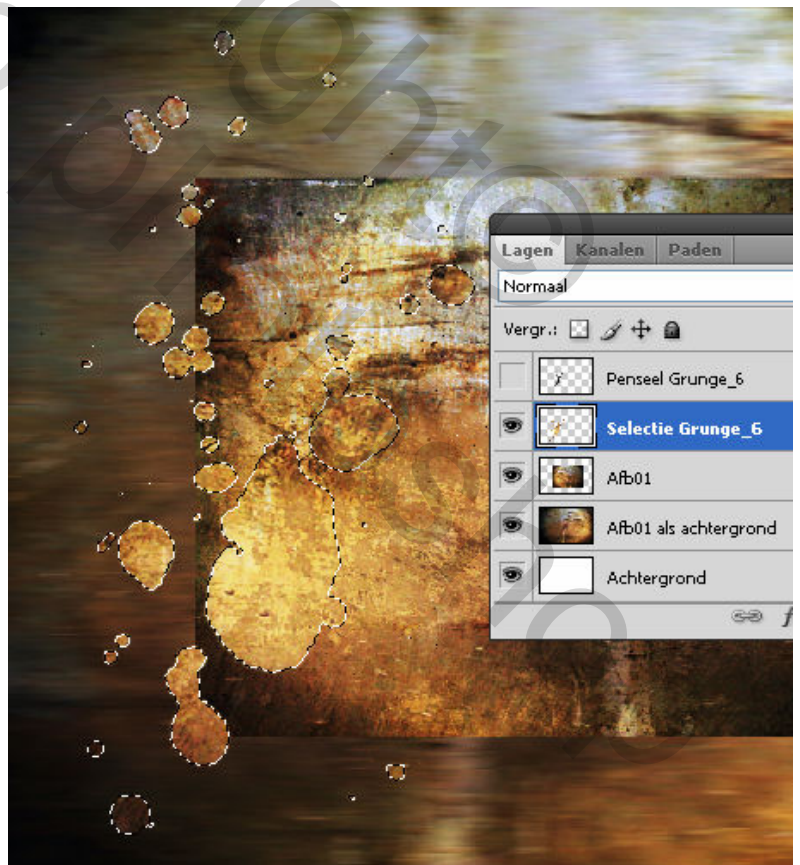 Lagen Kanalen Paden
Normaal
Vergr.:
Penseel Grunge_6
Selectie Grunge_6
Afb01
Afb01 als achtergrond
Achtergrond